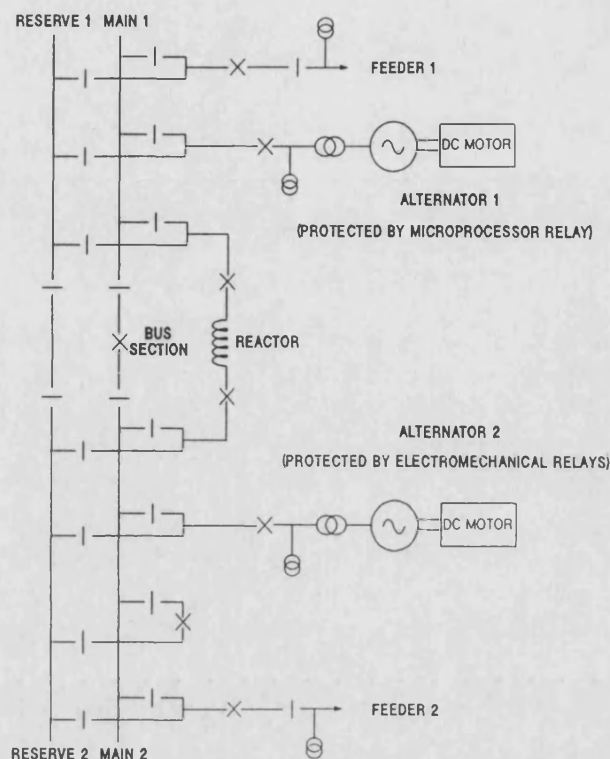 RESERVE 1 MAIN 1
FEEDER 1
DC MOTOR
ALTERNATOR 1
(PROTECTED BY MICROPROCESSOR RELAY)
BUS
SECTION
REACTOR
ALTERNATOR 2
(PROTECTED BY ELECTROMECHANICAL RELAYS)
DC MOTOR
FEEDER 2
RESERVE 2 MAIN 2